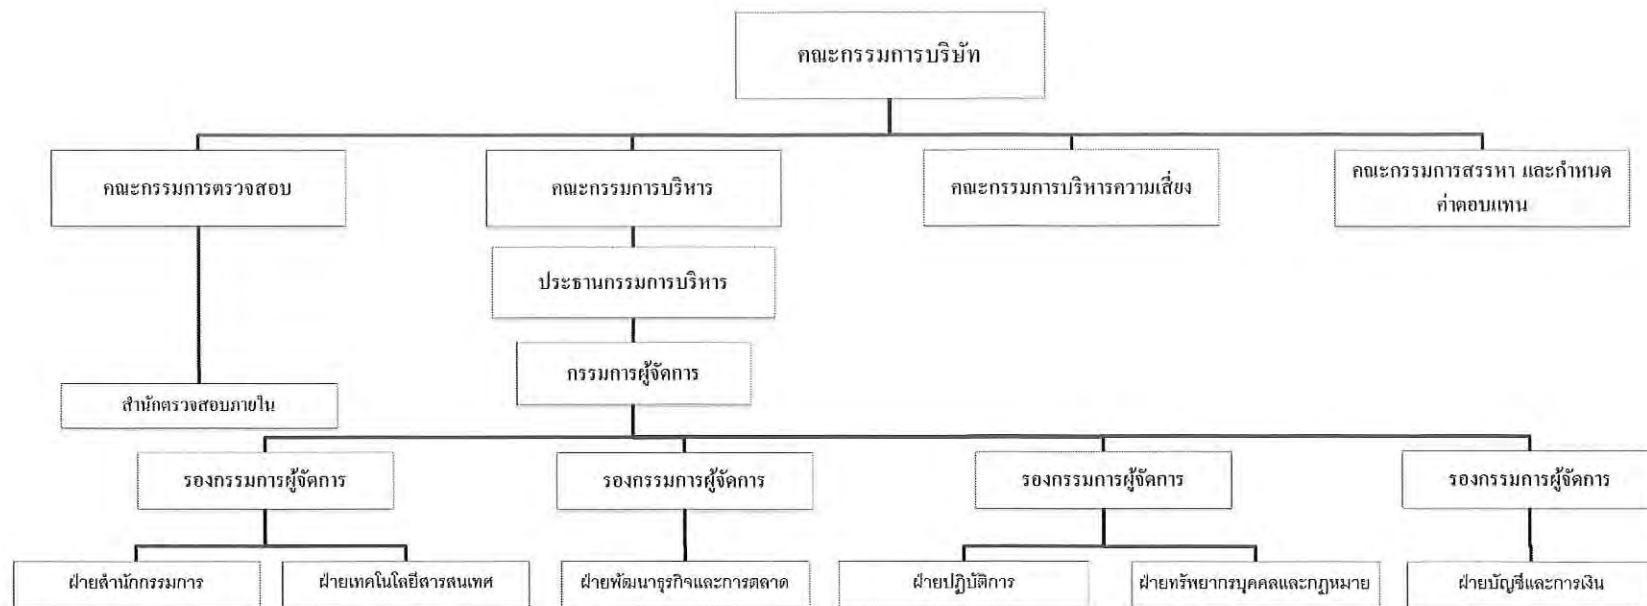 คณะกรรมการบริษัท
คณะกรรมการตรวจสอบ
คณะกรรมการบริหาร
คณะกรรมการบริหารความเสี่ยง
คณะกรรมการสรรหา และกำหนด
ค่าตอบแทน
ประธานกรรมการบริหาร
กรรมการผู้จัดการ
สำนักตรวจสอบภายใน
รองกรรมการผู้จัดการ
รองกรรมการผู้จัดการ
รองกรรมการผู้จัดการ
รองกรรมการผู้จัดการ
ฝ่ายสำนักกรรมการ
ฝ่ายเทคโนโลยีสารสนเทศ
ฝ่ายพัฒนาธุรกิจและการตลาด
ฝ่ายปฏิบัติการ
ฝ่ายทรัพยากรบุคคลและกฎหมาย
ฝ่ายบัญชีและการเงิน